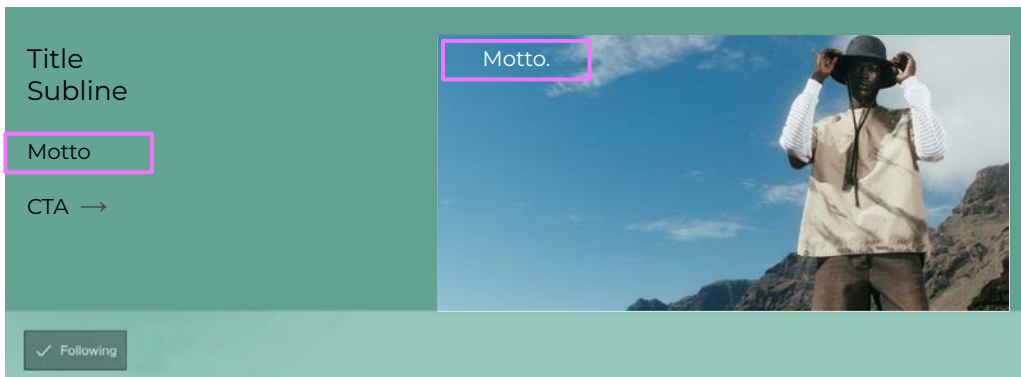 Title
Subline
Motto
CTA →
Motto.
✓ Following